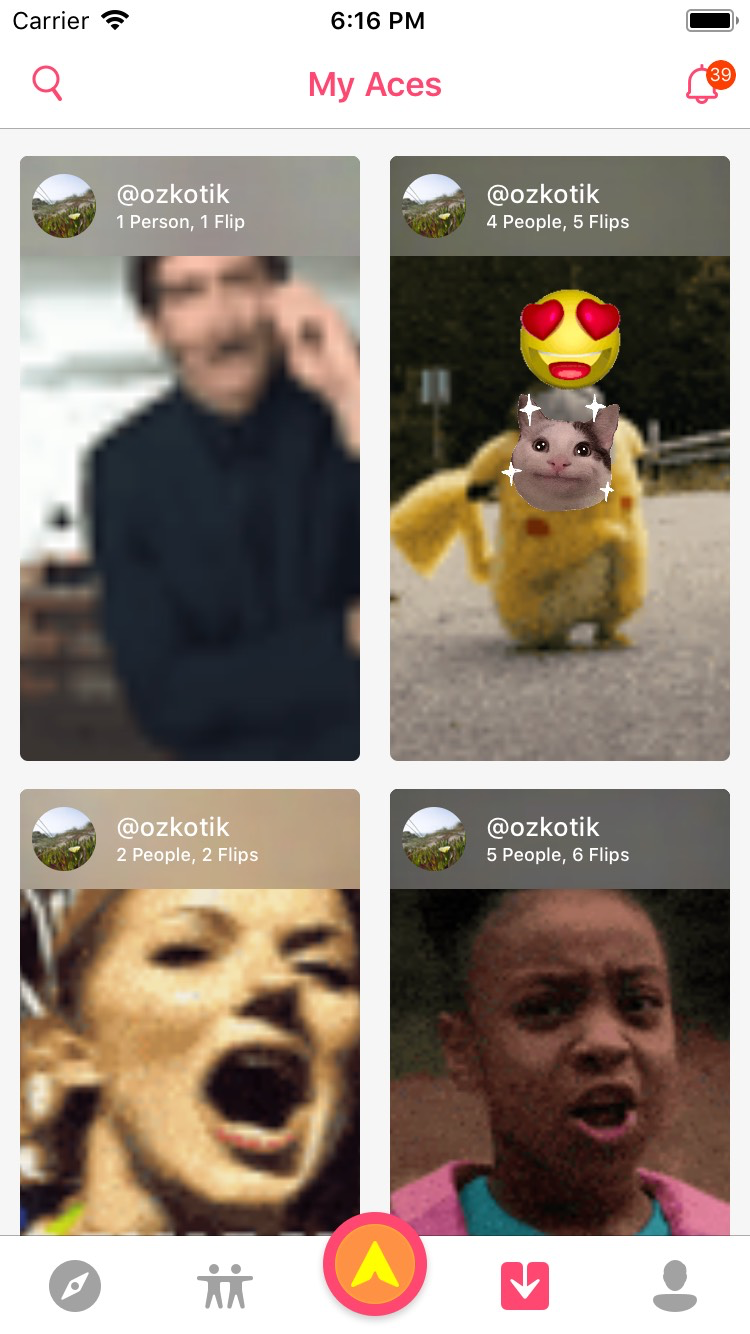 Carrier 6:16 PM
My Aces
39
@ozkotik
1 Person, 1 Flip
@ozkotik
4 People, 5 Flips
@ozkotik
2 People, 2 Flips
@ozkotik
5 People, 6 Flips